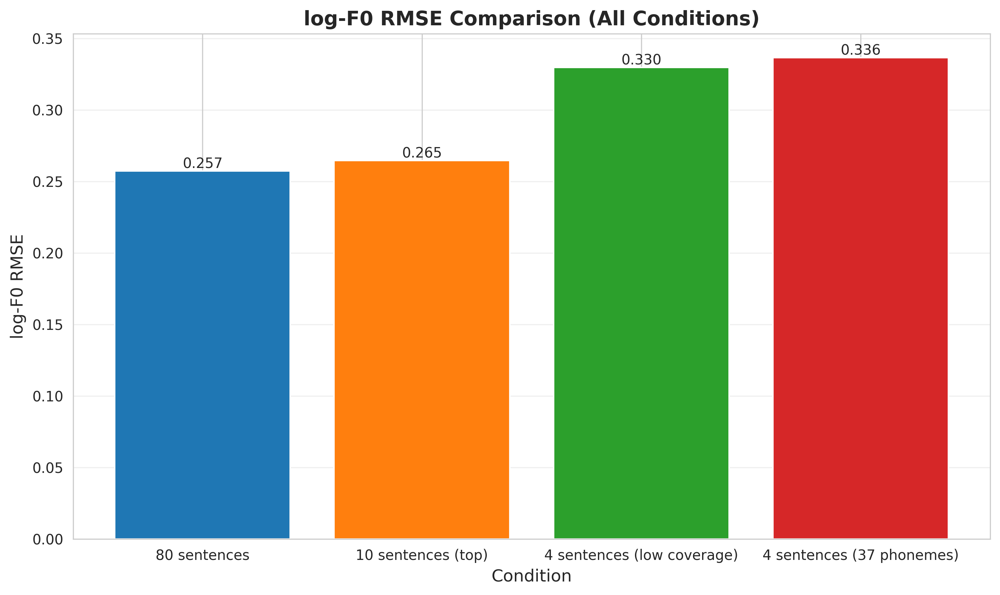 log-F0 RMSE Comparison (All Conditions)
0.35
0.30
0.25
0.20
0.15
0.10
0.05
0.00
log-F0 RMSE
0.257
0.265
0.330
0.336
80 sentences
10 sentences (top)
4 sentences (low coverage)
4 sentences (37 phonemes)
Condition